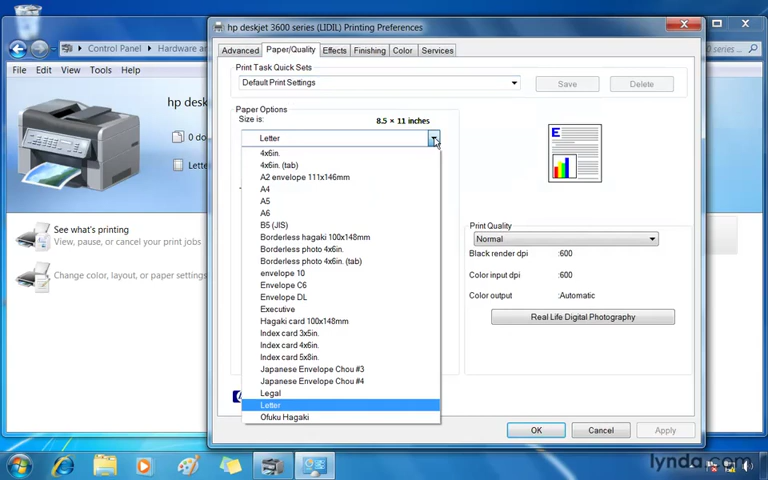 hp deskjet 3600 series (LIDIL) Printing Preferences
Control Panel
Hardware an
0 series ...
File Edit View Tools Help
Advanced Paper/Quality Effects Finishing Color Services
Print Task Quick Sets
Default Print Settings
Save
Delete
hp desk
0 do
Letter
See what's printing
View, pause, or cancel your print jobs
Change color, layout, or paper settings
Paper Options
Size is:
8.5 × 11 inches
Letter
4x6in.
4x6in. (tab)
A2 envelope 111x146mm
A4
A5
A6
B5 (JIS)
Borderless hagaki 100x148mm
Borderless photo 4x6in.
Borderless photo 4x6in. (tab)
envelope 10
Envelope C6
Envelope DL
Executive
Hagaki card 100x148mm
Index card 3x5in.
Index card 4x6in.
Index card 5x8in.
Japanese Envelope Chou #3
Japanese Envelope Chou #4
Legal
Letter
Ofuku Hagaki
E
Print Quality
Normal
Black render dpi :600
Color input dpi :600
Color output :Automatic
Real Life Digital Photography
OK
Cancel
Apply
lynda.com